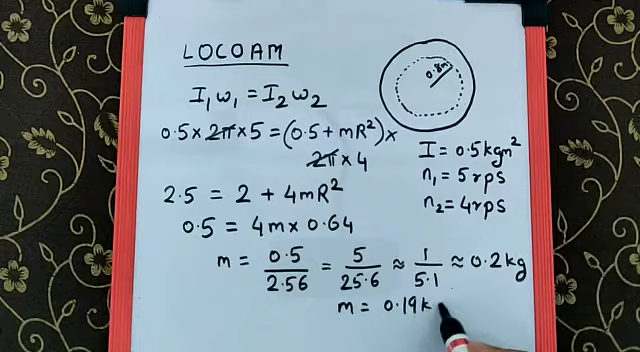 LOCOAM
0.8m
I₁ω₁ = I₂ω₂
0.5 × 2π × 5 = (0.5 + mR²) ×
2π × 4
I = 0.5 kgm²
n₁ = 5 rps
n₂ = 4 rps
2.5 = 2 + 4mR²
0.5 = 4m × 0.64
m = 0.5/2.56 = 5/25.6 ≈ 1/5.1 ≈ 0.2 kg
m = 0.19k